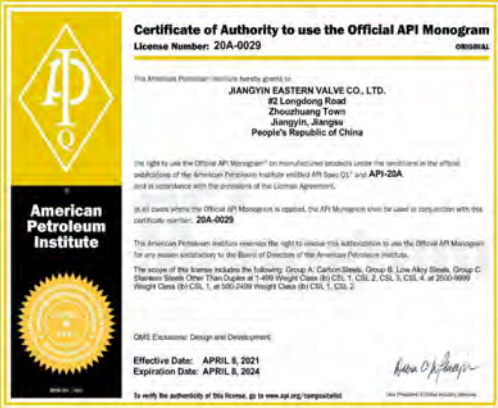 Certificate of Authority to use the Official API Monogram
License Number: 20A-0029
ORIGINAL
The American Petroleum Institute hereby grants to
JIANGYIN EASTERN VALVE CO., LTD.
#2 Longdong Road
Zhouzhuang Town
Jiangyin, Jiangsu
People's Republic of China
the right to use the Official API Monogram® on manufactured products under the conditions in the official
publications of the American Petroleum Institute entitled API Spec Q1® and API-20A
and in accordance with the provisions of the License Agreement.
In all cases where the Official API Monogram is applied, the API Monogram shall be used in conjunction with this
certificate number: 20A-0029
The American Petroleum Institute reserves the right to revoke this authorization to use the Official API Monogram
for any reason satisfactory to the Board of Directors of the American Petroleum Institute.
The scope of this license includes the following: Group A: Carbon Steels, Group B: Low Alloy Steels, Group C:
Stainless Steels Other Than Duplex at 1-499 Weight Class (lb) CSL 1, CSL 2, CSL 3, CSL 4, at 2500-9999
Weight Class (lb) CSL 1, at 500-2499 Weight Class (lb) CSL 1, CSL 2
QMS Exclusions: Design and Development
Effective Date: APRIL 8, 2021
Expiration Date: APRIL 8, 2024
To verify the authenticity of this license, go to www.api.org/compositelist
Vice President of Global Industry Services
API
Q
American
Petroleum
Institute